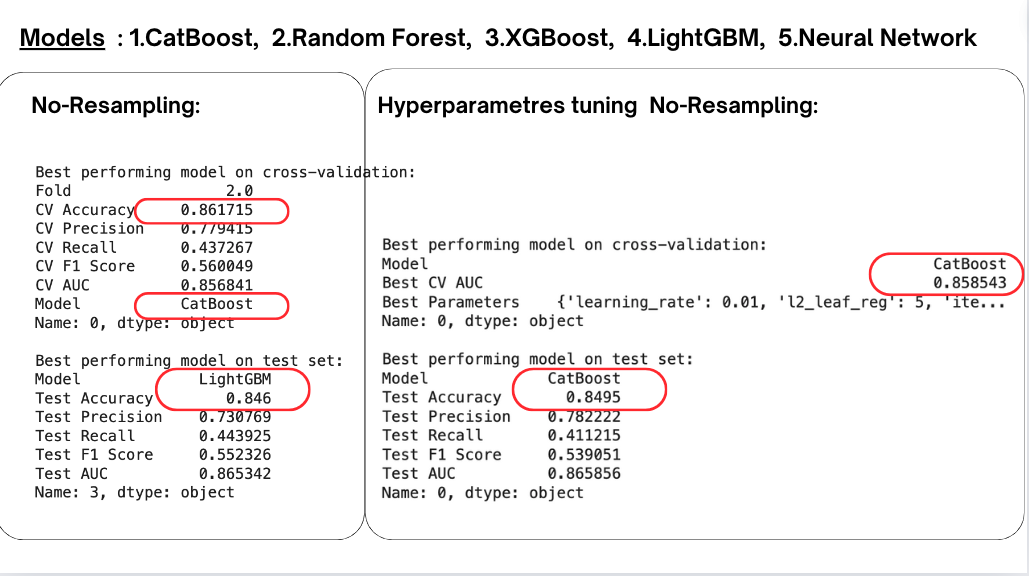 Models : 1.CatBoost, 2.Random Forest, 3.XGBoost, 4.LightGBM, 5.Neural Network
No-Resampling:
Best performing model on cross-validation:
Fold 2.0
CV Accuracy 0.861715
CV Precision 0.779415
CV Recall 0.437267
CV F1 Score 0.560049
CV AUC 0.856841
Model CatBoost
Name: 0, dtype: object
Best performing model on test set:
Model LightGBM
Test Accuracy 0.846
Test Precision 0.730769
Test Recall 0.443925
Test F1 Score 0.552326
Test AUC 0.865342
Name: 3, dtype: object
Hyperparametres tuning No-Resampling:
Best performing model on cross-validation:
Model CatBoost
Best CV AUC 0.858543
Best Parameters {'learning_rate': 0.01, 'l2_leaf_reg': 5, 'ite...
Name: 0, dtype: object
Best performing model on test set:
Model CatBoost
Test Accuracy 0.8495
Test Precision 0.782222
Test Recall 0.411215
Test F1 Score 0.539051
Test AUC 0.865856
Name: 0, dtype: object